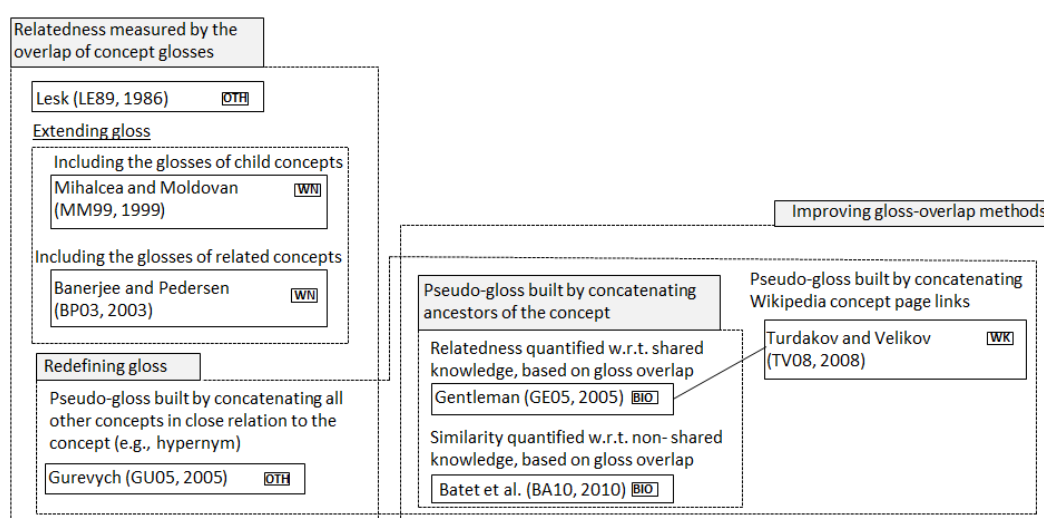 Relatedness measured by the
overlap of concept glosses
Lesk (LE89, 1986) OTH
Extending gloss
Including the glosses of child concepts
Mihalcea and Moldovan WN
(MM99, 1999)
Including the glosses of related concepts
Banerjee and Pedersen WN
(BP03, 2003)
Redefining gloss
Pseudo-gloss built by concatenating all
other concepts in close relation to the
concept (e.g., hypernym)
Gurevych (GU05, 2005) OTH
Improving gloss-overlap methods
Pseudo-gloss built by concatenating
ancestors of the concept
Relatedness quantified w.r.t. shared
knowledge, based on gloss overlap
Gentleman (GE05, 2005) BIO
Similarity quantified w.r.t. non- shared
knowledge, based on gloss overlap
Batet et al. (BA10, 2010) BIO
Pseudo-gloss built by concatenating
Wikipedia concept page links
Turdakov and Velikov WK
(TV08, 2008)